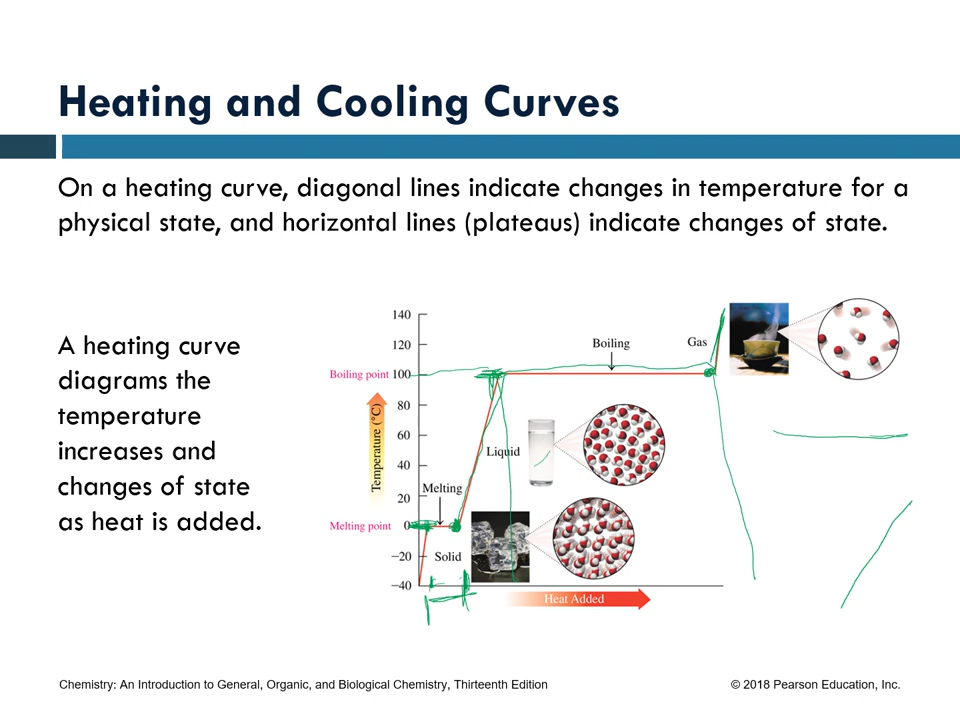 Heating and Cooling Curves
On a heating curve, diagonal lines indicate changes in temperature for a
physical state, and horizontal lines (plateaus) indicate changes of state.
A heating curve
diagrams the
temperature
increases and
changes of state
as heat is added.
140
120
Boiling Gas
Boiling point 100
80
60
Liquid
40
Melting
20
Melting point 0
−20 Solid
−40
Temperature (°C)
Heat Added
Chemistry: An Introduction to General, Organic, and Biological Chemistry, Thirteenth Edition
© 2018 Pearson Education, Inc.